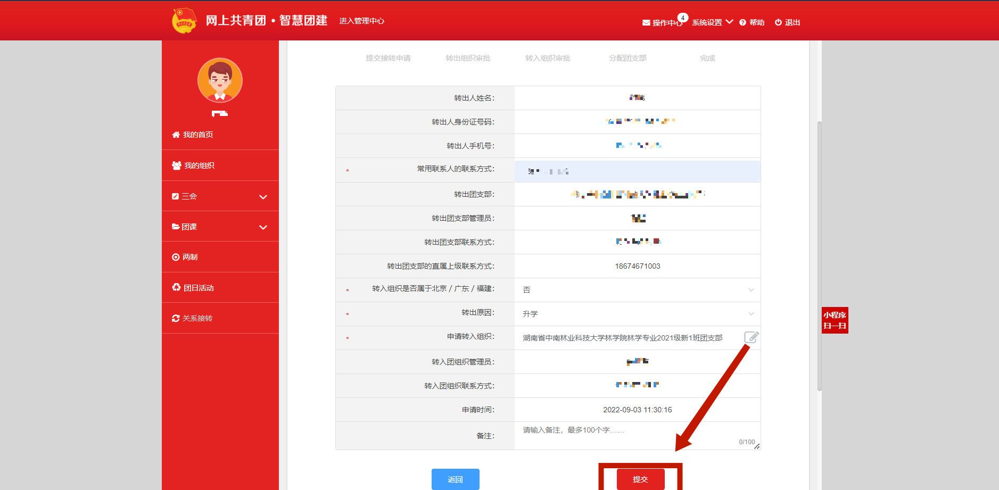 网上共青团·智慧团建 进入管理中心 操作中心 4 系统设置 帮助 退出
提交接转申请 转出组织审批 转入组织审批 分配团支部 完成
我的首页
我的组织
三会
团课
两制
团日活动
关系接转
转出人姓名：
转出人身份证号码：
转出人手机号：
* 常用联系人的联系方式：
转出团支部：
转出团支部管理员：
转出团支部联系方式：
转出团支部的直属上级联系方式： 18674671003
* 转入组织是否属于北京 / 广东 / 福建： 否
* 转出原因： 升学
* 申请转入组织： 湖南省中南林业科技大学林学院林学专业2021级新1班团支部
转入团组织管理员：
转入团组织联系方式：
申请时间： 2022-09-03 11:30:16
备注： 请输入备注，最多100个字……
0/100
返回 提交
小程序
扫一扫